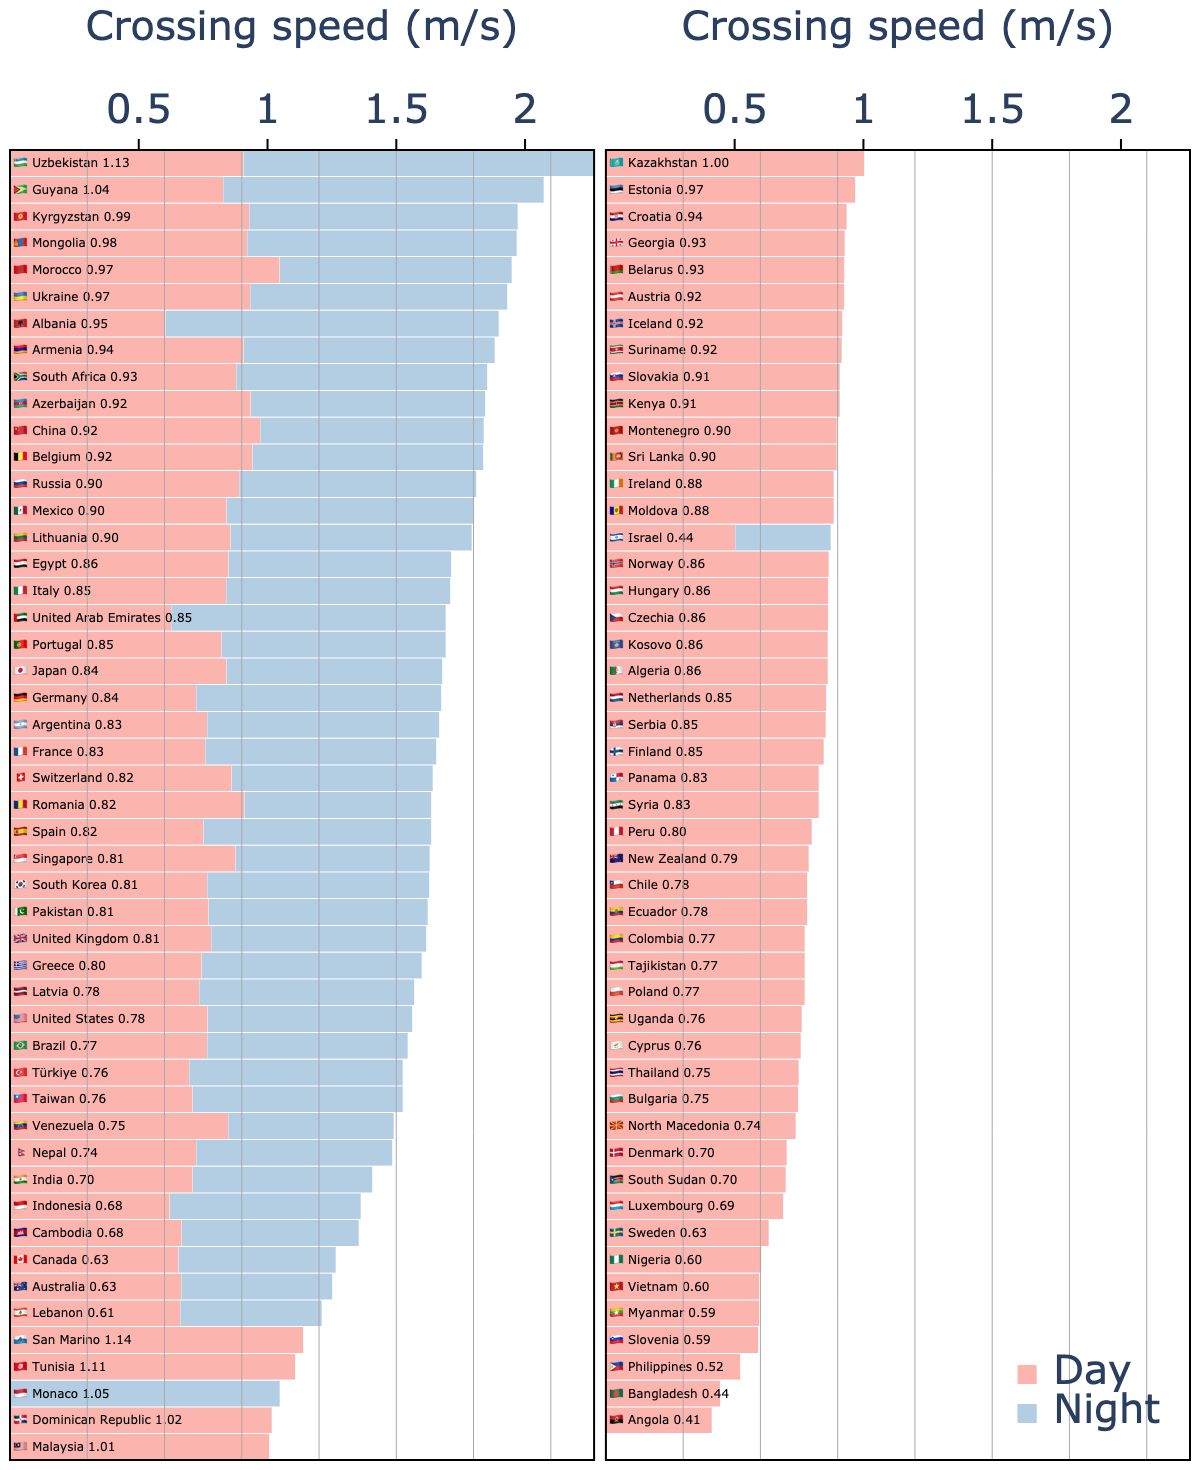 Crossing speed (m/s)
0.5 1 1.5 2
Uzbekistan 1.13
Guyana 1.04
Kyrgyzstan 0.99
Mongolia 0.98
Morocco 0.97
Ukraine 0.97
Albania 0.95
Armenia 0.94
South Africa 0.93
Azerbaijan 0.92
China 0.92
Belgium 0.92
Russia 0.90
Mexico 0.90
Lithuania 0.90
Egypt 0.86
Italy 0.85
United Arab Emirates 0.85
Portugal 0.85
Japan 0.84
Germany 0.84
Argentina 0.83
France 0.83
Switzerland 0.82
Romania 0.82
Spain 0.82
Singapore 0.81
South Korea 0.81
Pakistan 0.81
United Kingdom 0.81
Greece 0.80
Latvia 0.78
United States 0.78
Brazil 0.77
Türkiye 0.76
Taiwan 0.76
Venezuela 0.75
Nepal 0.74
India 0.70
Indonesia 0.68
Cambodia 0.68
Canada 0.63
Australia 0.63
Lebanon 0.61
San Marino 1.14
Tunisia 1.11
Monaco 1.05
Dominican Republic 1.02
Malaysia 1.01
Crossing speed (m/s)
0.5 1 1.5 2
Kazakhstan 1.00
Estonia 0.97
Croatia 0.94
Georgia 0.93
Belarus 0.93
Austria 0.92
Iceland 0.92
Suriname 0.92
Slovakia 0.91
Kenya 0.91
Montenegro 0.90
Sri Lanka 0.90
Ireland 0.88
Moldova 0.88
Israel 0.44
Norway 0.86
Hungary 0.86
Czechia 0.86
Kosovo 0.86
Algeria 0.86
Netherlands 0.85
Serbia 0.85
Finland 0.85
Panama 0.83
Syria 0.83
Peru 0.80
New Zealand 0.79
Chile 0.78
Ecuador 0.78
Colombia 0.77
Tajikistan 0.77
Poland 0.77
Uganda 0.76
Cyprus 0.76
Thailand 0.75
Bulgaria 0.75
North Macedonia 0.74
Denmark 0.70
South Sudan 0.70
Luxembourg 0.69
Sweden 0.63
Nigeria 0.60
Vietnam 0.60
Myanmar 0.59
Slovenia 0.59
Philippines 0.52
Bangladesh 0.44
Angola 0.41
Day
Night